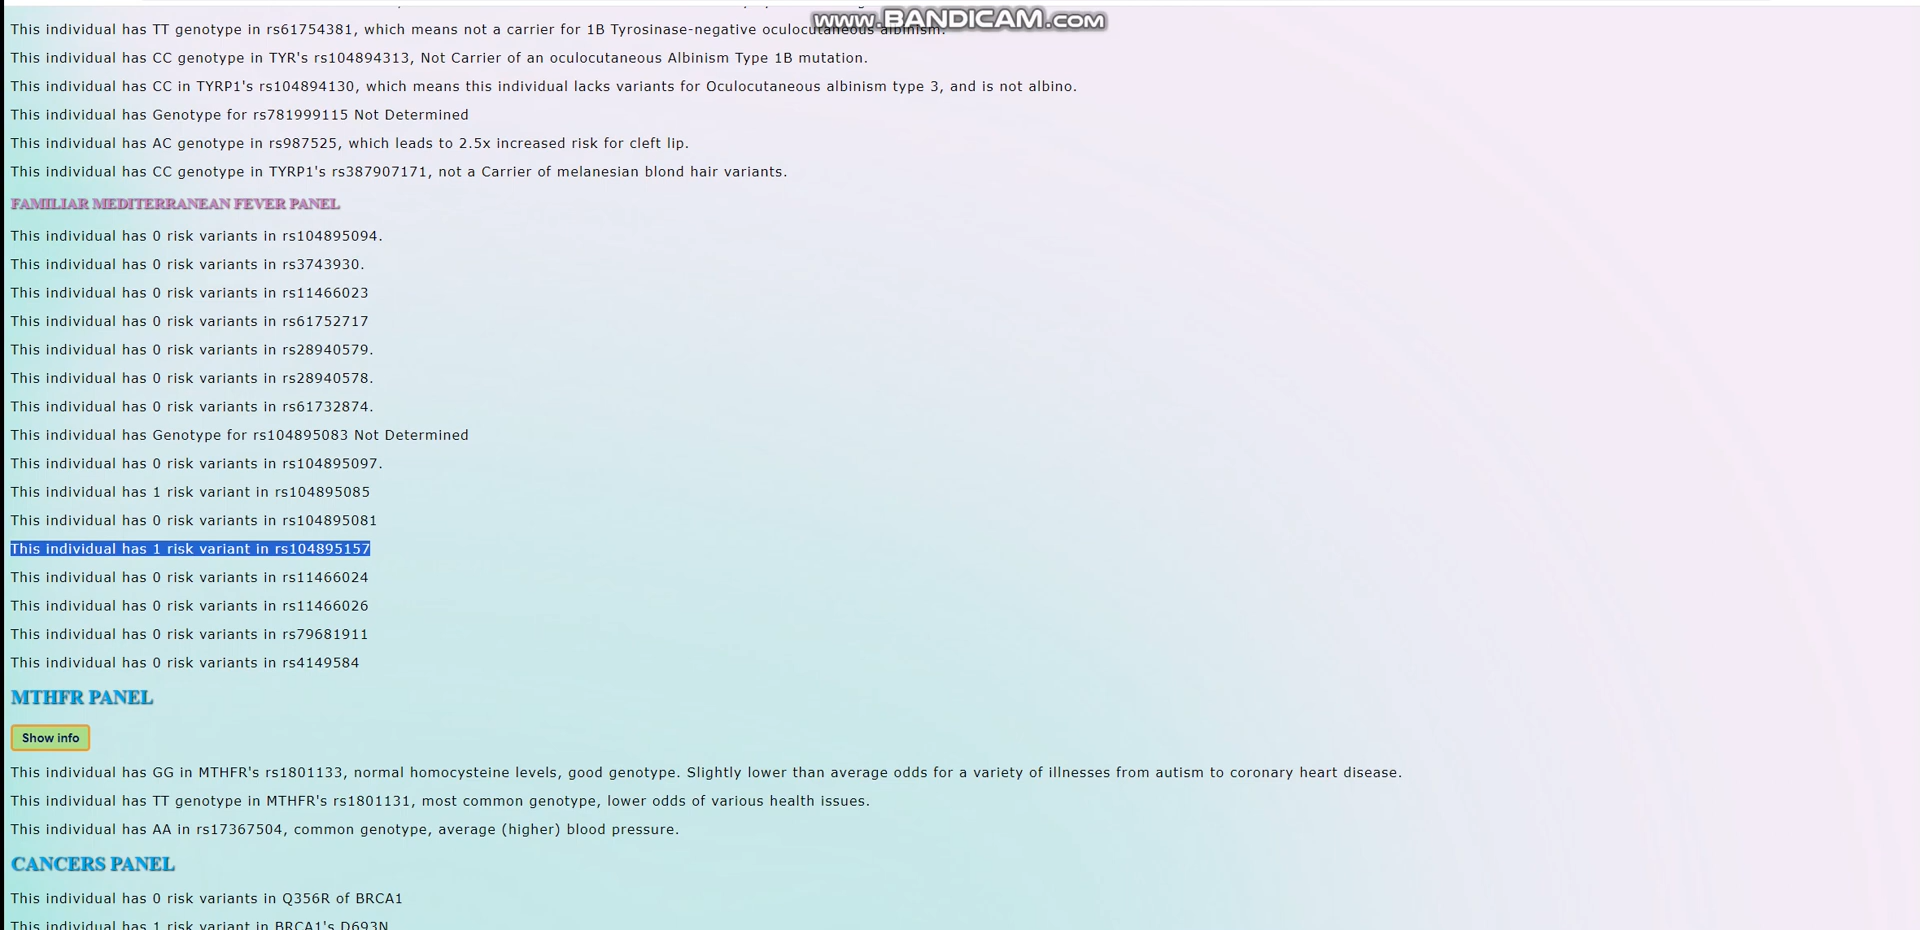 www.BANDICAM.com
This individual has TT genotype in rs61754381, which means not a carrier for 1B Tyrosinase-negative oculocutaneous albinism.
This individual has CC genotype in TYR's rs104894313, Not Carrier of an oculocutaneous Albinism Type 1B mutation.
This individual has CC in TYRP1's rs104894130, which means this individual lacks variants for Oculocutaneous albinism type 3, and is not albino.
This individual has Genotype for rs781999115 Not Determined
This individual has AC genotype in rs987525, which leads to 2.5x increased risk for cleft lip.
This individual has CC genotype in TYRP1's rs387907171, not a Carrier of melanesian blond hair variants.
FAMILIAR MEDITERRANEAN FEVER PANEL
This individual has 0 risk variants in rs104895094.
This individual has 0 risk variants in rs3743930.
This individual has 0 risk variants in rs11466023
This individual has 0 risk variants in rs61752717
This individual has 0 risk variants in rs28940579.
This individual has 0 risk variants in rs28940578.
This individual has 0 risk variants in rs61732874.
This individual has Genotype for rs104895083 Not Determined
This individual has 0 risk variants in rs104895097.
This individual has 1 risk variant in rs104895085
This individual has 0 risk variants in rs104895081
This individual has 1 risk variant in rs104895157
This individual has 0 risk variants in rs11466024
This individual has 0 risk variants in rs11466026
This individual has 0 risk variants in rs79681911
This individual has 0 risk variants in rs4149584
MTHFR PANEL
Show info
This individual has GG in MTHFR's rs1801133, normal homocysteine levels, good genotype. Slightly lower than average odds for a variety of illnesses from autism to coronary heart disease.
This individual has TT genotype in MTHFR's rs1801131, most common genotype, lower odds of various health issues.
This individual has AA in rs17367504, common genotype, average (higher) blood pressure.
CANCERS PANEL
This individual has 0 risk variants in Q356R of BRCA1
This individual has 1 risk variant in BRCA1's D693N